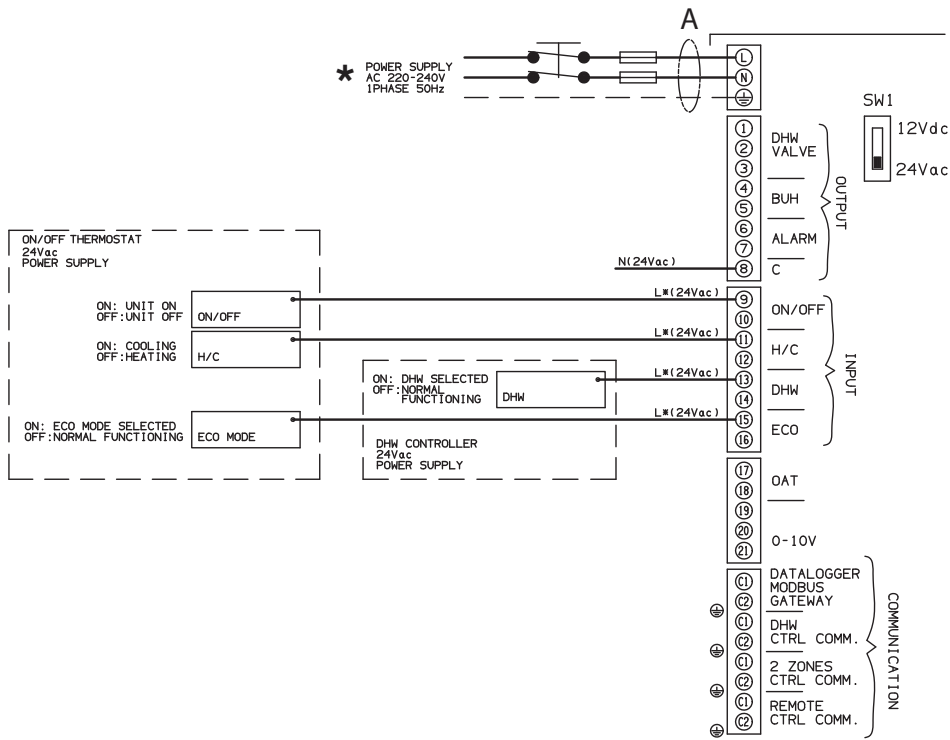 A
POWER SUPPLY
AC 220-240V
1PHASE 50Hz
*
L
N
SW1
12Vdc
24Vac
1
2
3
DHW
VALVE
4
5
BUH
6
7
ALARM
8
C
OUTPUT
N(24Vac)
ON/OFF THERMOSTAT
24Vac
POWER SUPPLY
ON: UNIT ON
OFF:UNIT OFF
ON/OFF
L*(24Vac)
9
10
ON/OFF
ON: COOLING
OFF:HEATING
H/C
L*(24Vac)
11
12
H/C
ON: DHW SELECTED
OFF:NORMAL
FUNCTIONING
DHW
L*(24Vac)
13
14
DHW
ON: ECO MODE SELECTED
OFF:NORMAL FUNCTIONING
ECO MODE
L*(24Vac)
15
16
ECO
INPUT
DHW CONTROLLER
24Vac
POWER SUPPLY
17
18
OAT
19
20
21
0-10V
C1
C2
DATALOGGER
MODBUS
GATEWAY
C1
C2
DHW
CTRL COMM.
C1
C2
2 ZONES
CTRL COMM.
C1
C2
REMOTE
CTRL COMM.
COMMUNICATION